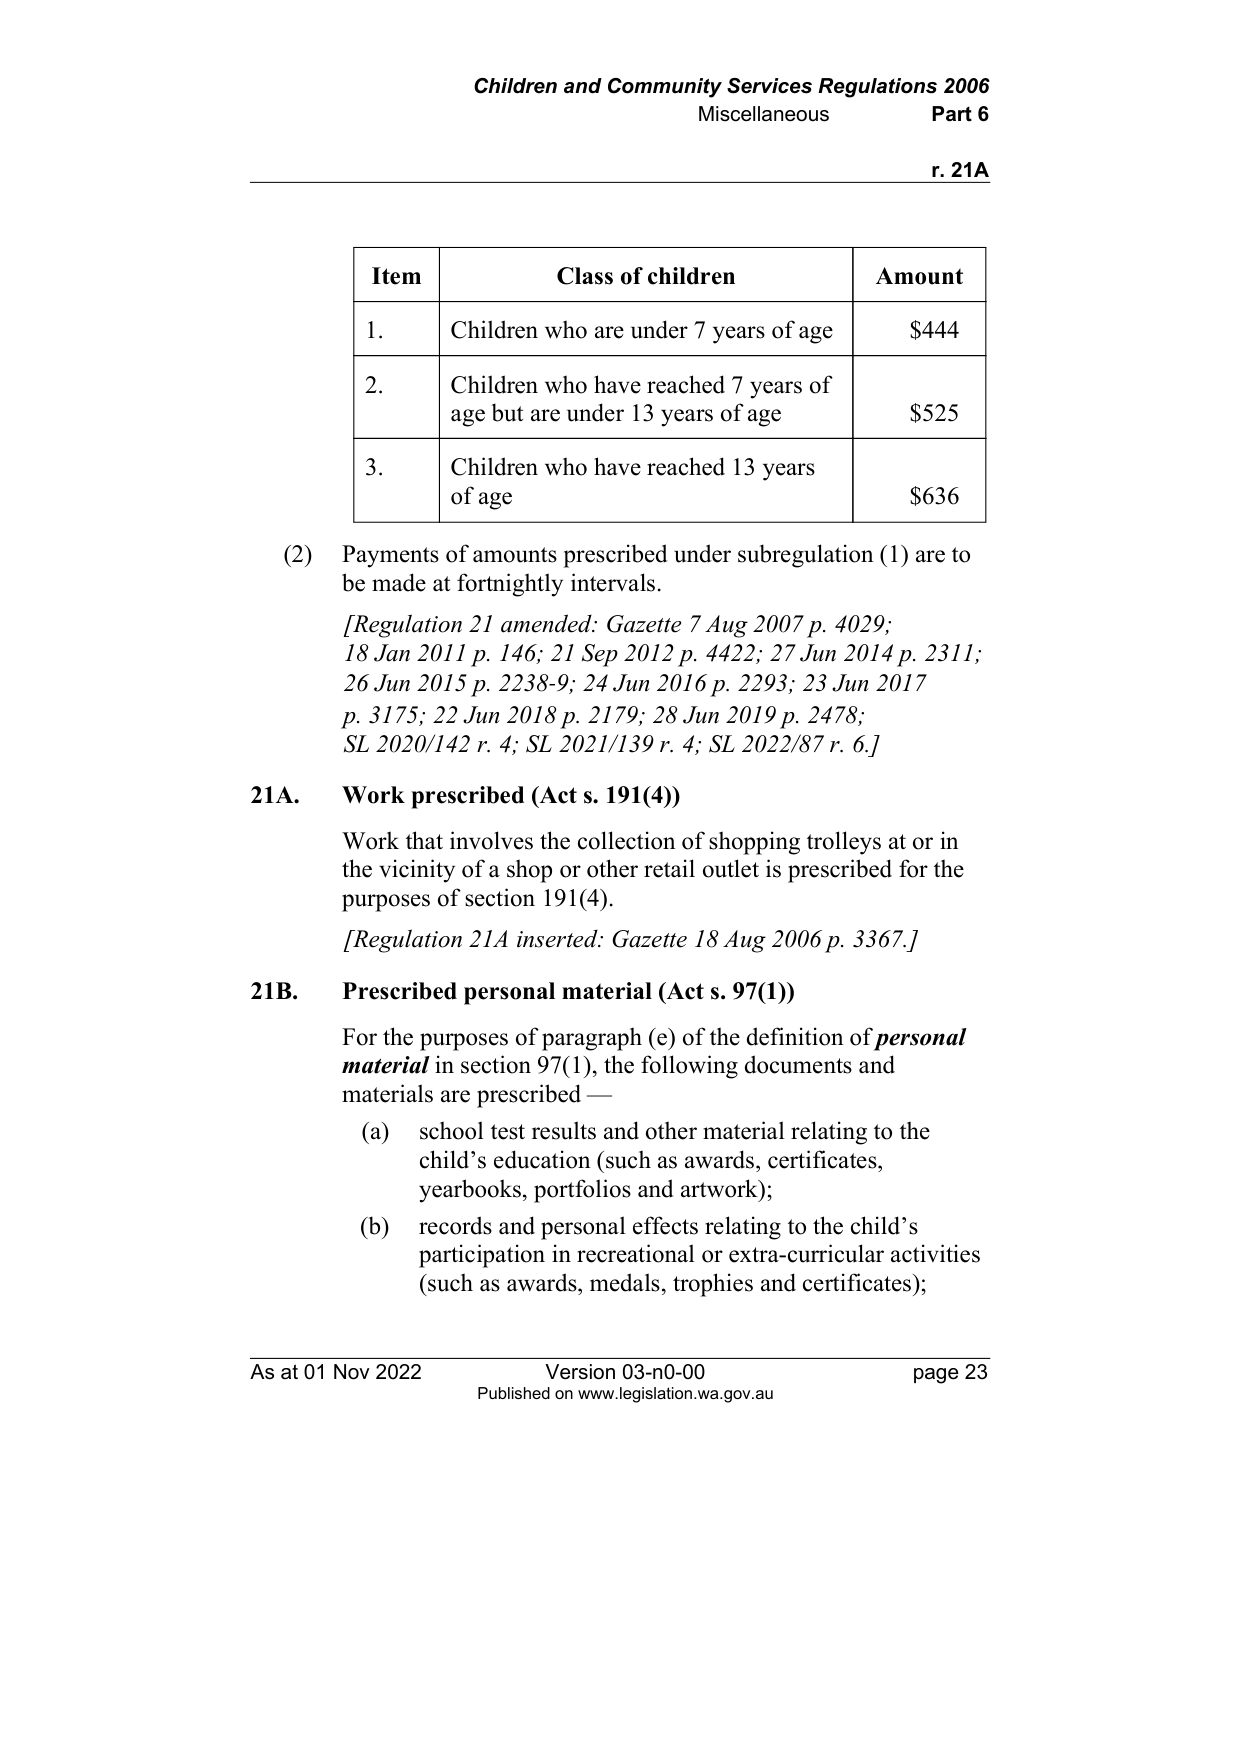 Children and Community Services Regulations 2006
Miscellaneous Part 6
r. 21A
Item Class of children Amount
1. Children who are under 7 years of age $444
2. Children who have reached 7 years of
age but are under 13 years of age $525
3. Children who have reached 13 years
of age $636
(2) Payments of amounts prescribed under subregulation (1) are to
be made at fortnightly intervals.
[Regulation 21 amended: Gazette 7 Aug 2007 p. 4029;
18 Jan 2011 p. 146; 21 Sep 2012 p. 4422; 27 Jun 2014 p. 2311;
26 Jun 2015 p. 2238-9; 24 Jun 2016 p. 2293; 23 Jun 2017
p. 3175; 22 Jun 2018 p. 2179; 28 Jun 2019 p. 2478;
SL 2020/142 r. 4; SL 2021/139 r. 4; SL 2022/87 r. 6.]
21A. Work prescribed (Act s. 191(4))
Work that involves the collection of shopping trolleys at or in
the vicinity of a shop or other retail outlet is prescribed for the
purposes of section 191(4).
[Regulation 21A inserted: Gazette 18 Aug 2006 p. 3367.]
21B. Prescribed personal material (Act s. 97(1))
For the purposes of paragraph (e) of the definition of personal
material in section 97(1), the following documents and
materials are prescribed —
(a) school test results and other material relating to the
child’s education (such as awards, certificates,
yearbooks, portfolios and artwork);
(b) records and personal effects relating to the child’s
participation in recreational or extra-curricular activities
(such as awards, medals, trophies and certificates);
As at 01 Nov 2022 Version 03-n0-00 page 23
Published on www.legislation.wa.gov.au